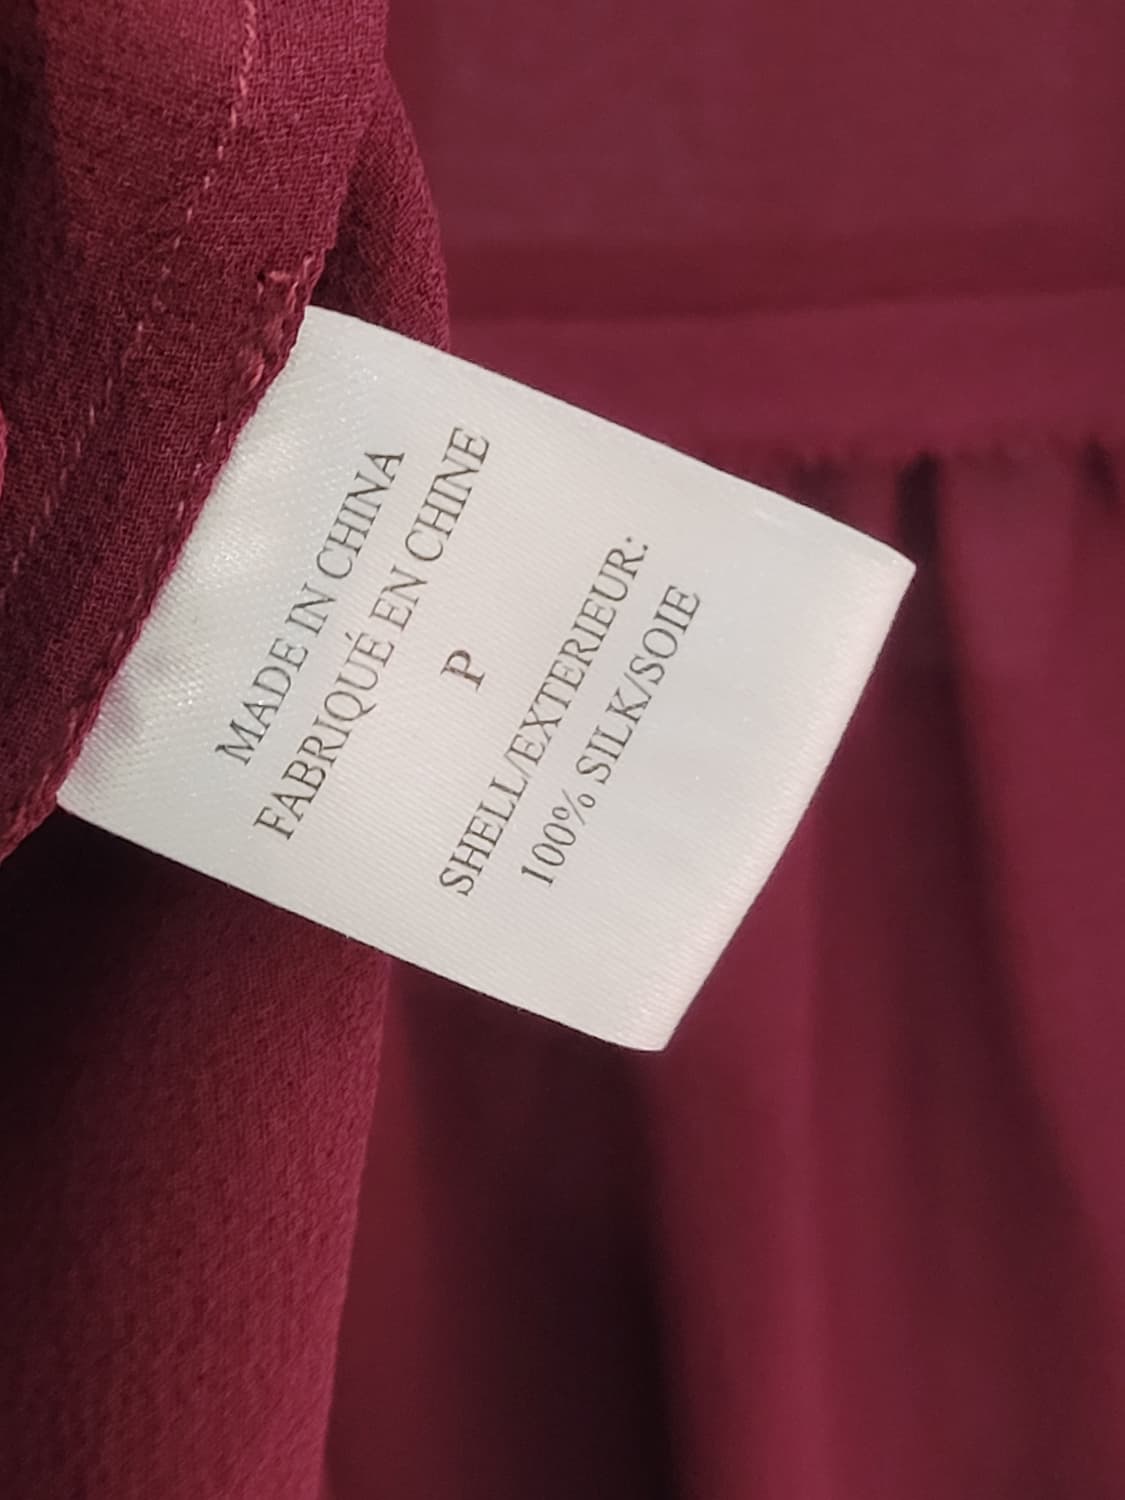 MADE IN CHINA
FABRIQUÉ EN CHINE
P
SHELL/EXTERIEUR:
100% SILK/SOIE